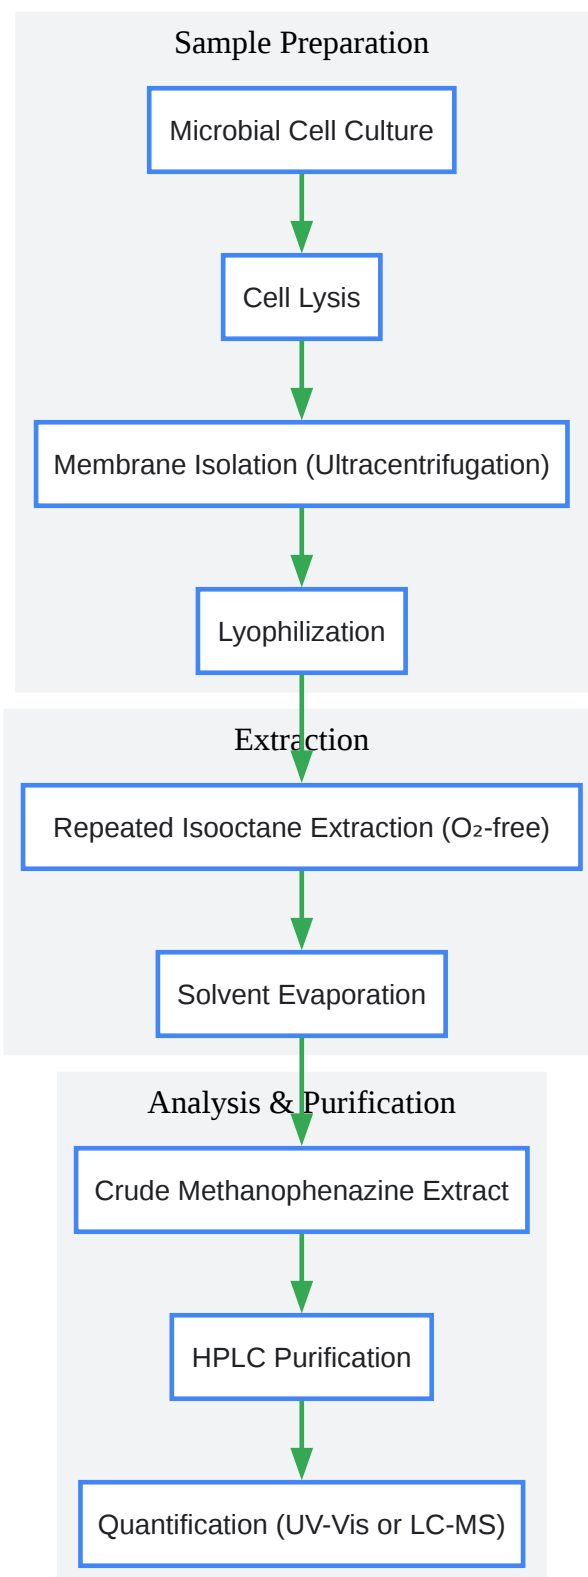 Sample Preparation
Microbial Cell Culture
Cell Lysis
Membrane Isolation (Ultracentrifugation)
Lyophilization
Extraction
Repeated Isooctane Extraction (O₂-free)
Solvent Evaporation
Analysis & Purification
Crude Methanophenazine Extract
HPLC Purification
Quantification (UV-Vis or LC-MS)